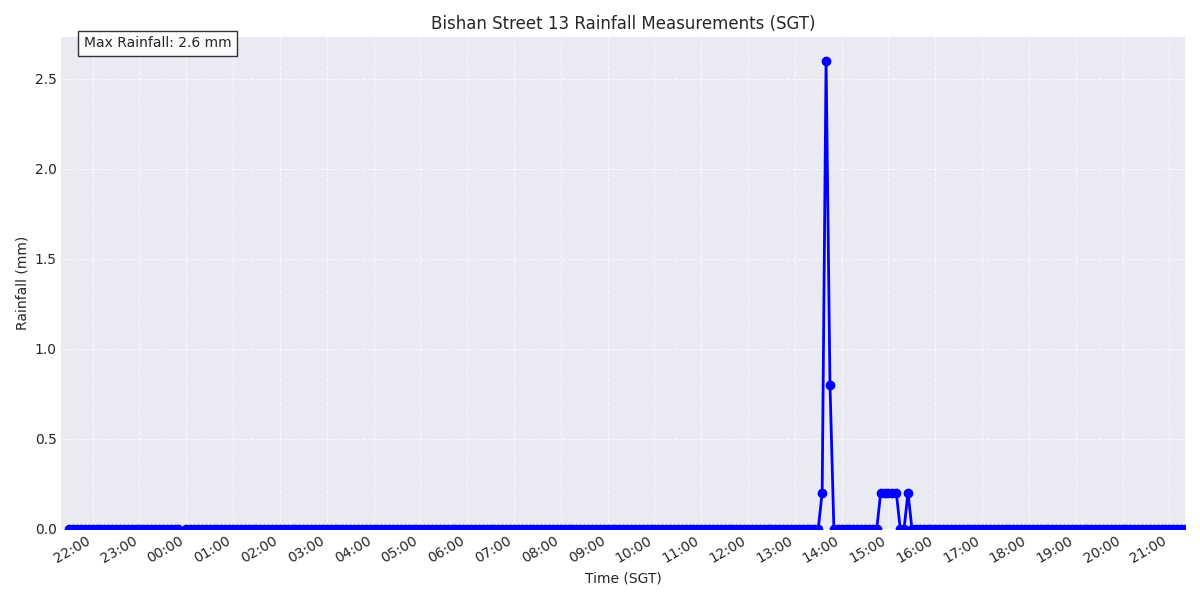 Bishan Street 13 Rainfall Measurements (SGT)
Max Rainfall: 2.6 mm
2.5
2.0
1.5
1.0
0.5
0.0
Rainfall (mm)
22:00 23:00 00:00 01:00 02:00 03:00 04:00 05:00 06:00 07:00 08:00 09:00 10:00 11:00 12:00 13:00 14:00 15:00 16:00 17:00 18:00 19:00 20:00 21:00
Time (SGT)